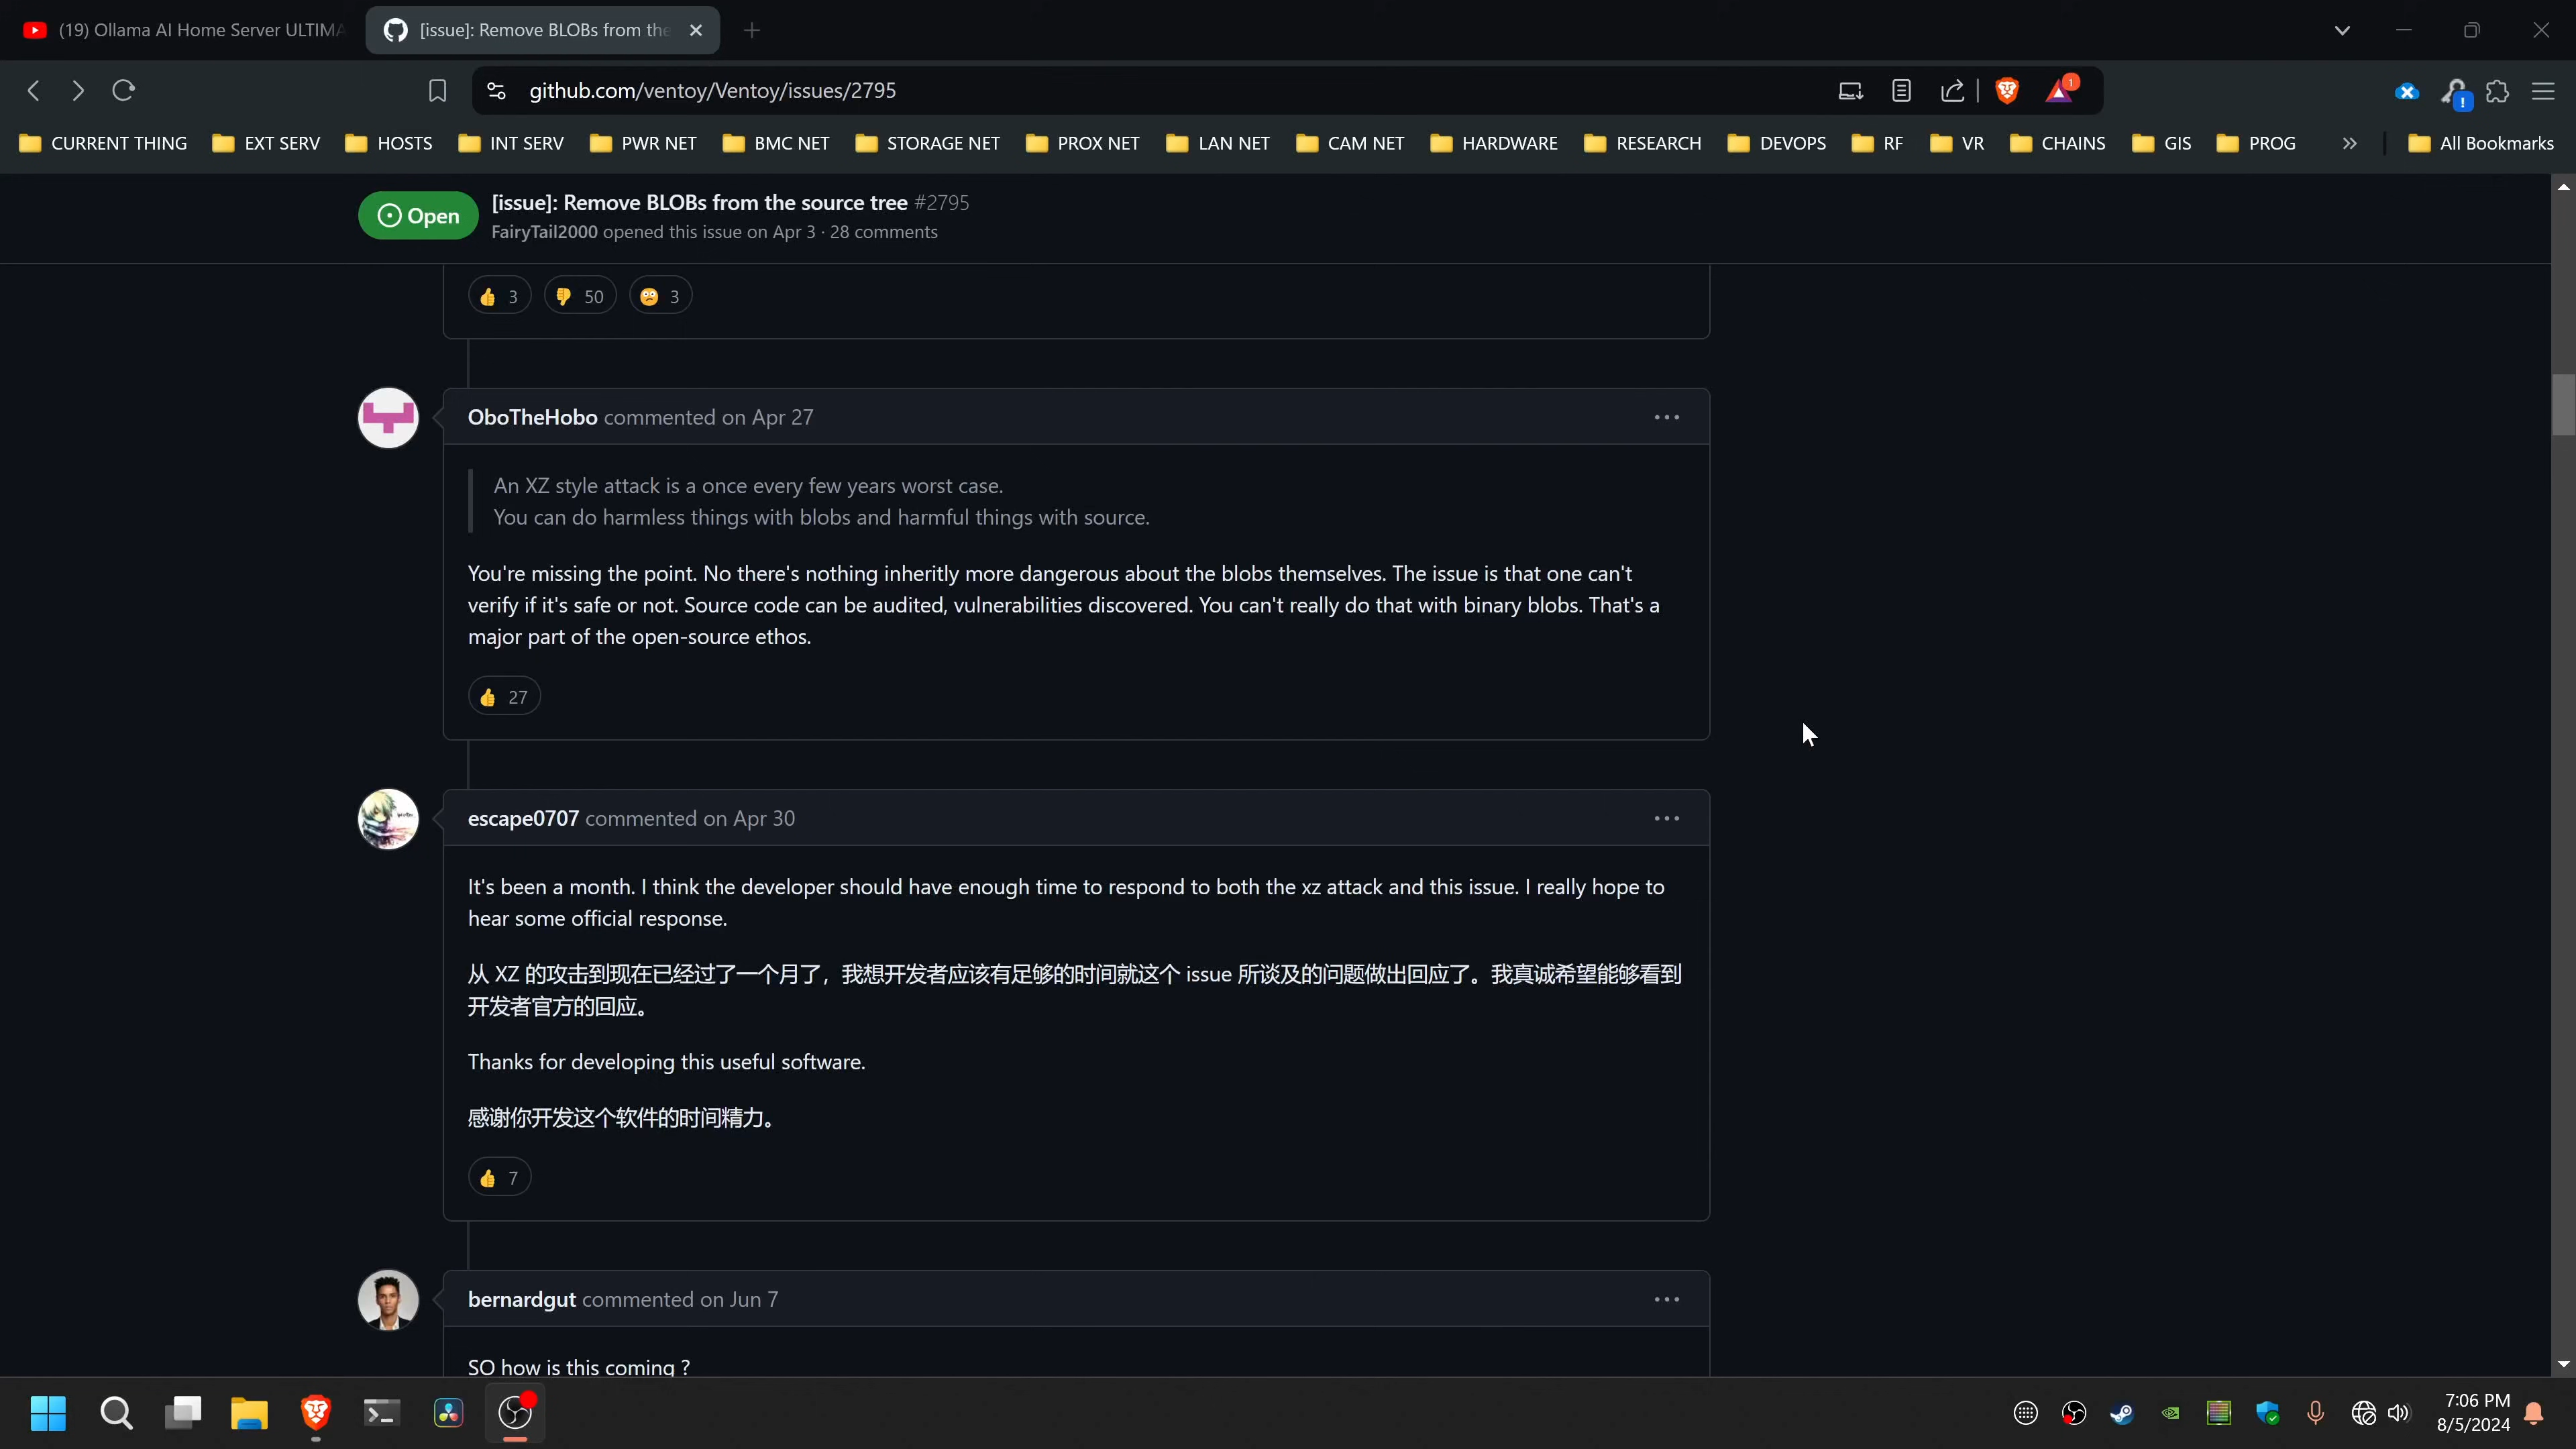 (19) Ollama AI Home Server ULTIMA
[issue]: Remove BLOBs from the
github.com/ventoy/Ventoy/issues/2795
1
!
CURRENT THING
EXT SERV
HOSTS
INT SERV
PWR NET
BMC NET
STORAGE NET
PROX NET
LAN NET
CAM NET
HARDWARE
RESEARCH
DEVOPS
RF
VR
CHAINS
GIS
PROG
»
All Bookmarks
Open
[issue]: Remove BLOBs from the source tree #2795
FairyTail2000 opened this issue on Apr 3 · 28 comments
👍 3
👎 50
😕 3
OboTheHobo commented on Apr 27
An XZ style attack is a once every few years worst case.
You can do harmless things with blobs and harmful things with source.
You're missing the point. No there's nothing inheritly more dangerous about the blobs themselves. The issue is that one can't
verify if it's safe or not. Source code can be audited, vulnerabilities discovered. You can't really do that with binary blobs. That's a
major part of the open-source ethos.
👍 27
escape0707 commented on Apr 30
It's been a month. I think the developer should have enough time to respond to both the xz attack and this issue. I really hope to
hear some official response.
从 XZ 的攻击到现在已经过了一个月了，我想开发者应该有足够的时间就这个 issue 所谈及的问题做出回应了。我真诚希望能够看到
开发者官方的回应。
Thanks for developing this useful software.
感谢你开发这个软件的时间精力。
👍 7
bernardgut commented on Jun 7
SO how is this coming ?
7:06 PM
8/5/2024